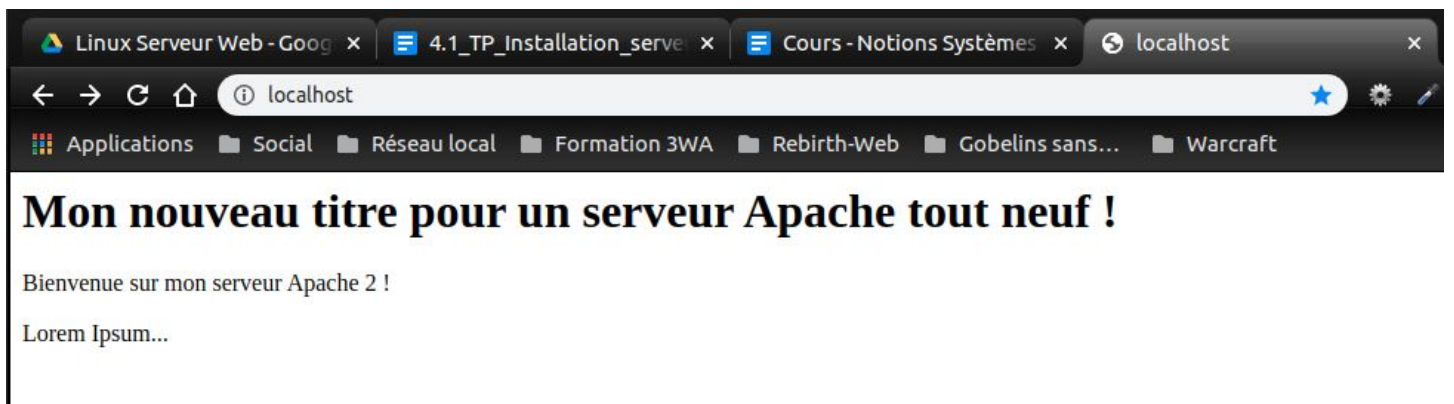 Linux Serveur Web - Goog
4.1_TP_Installation_serve
Cours - Notions Systèmes
localhost
localhost
Applications Social Réseau local Formation 3WA Rebirth-Web Gobelins sans... Warcraft
Mon nouveau titre pour un serveur Apache tout neuf !
Bienvenue sur mon serveur Apache 2 !
Lorem Ipsum...